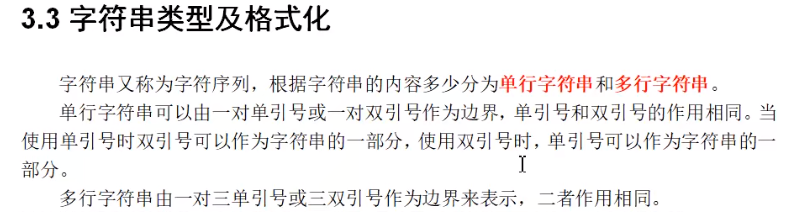 3.3 字符串类型及格式化
字符串又称为字符序列，根据字符串的内容多少分为单行字符串和多行字符串。
单行字符串可以由一对单引号或一对双引号作为边界，单引号和双引号的作用相同。当
使用单引号时双引号可以作为字符串的一部分，使用双引号时，单引号可以作为字符串的一
部分。
多行字符串由一对三单引号或三双引号作为边界来表示，二者作用相同。